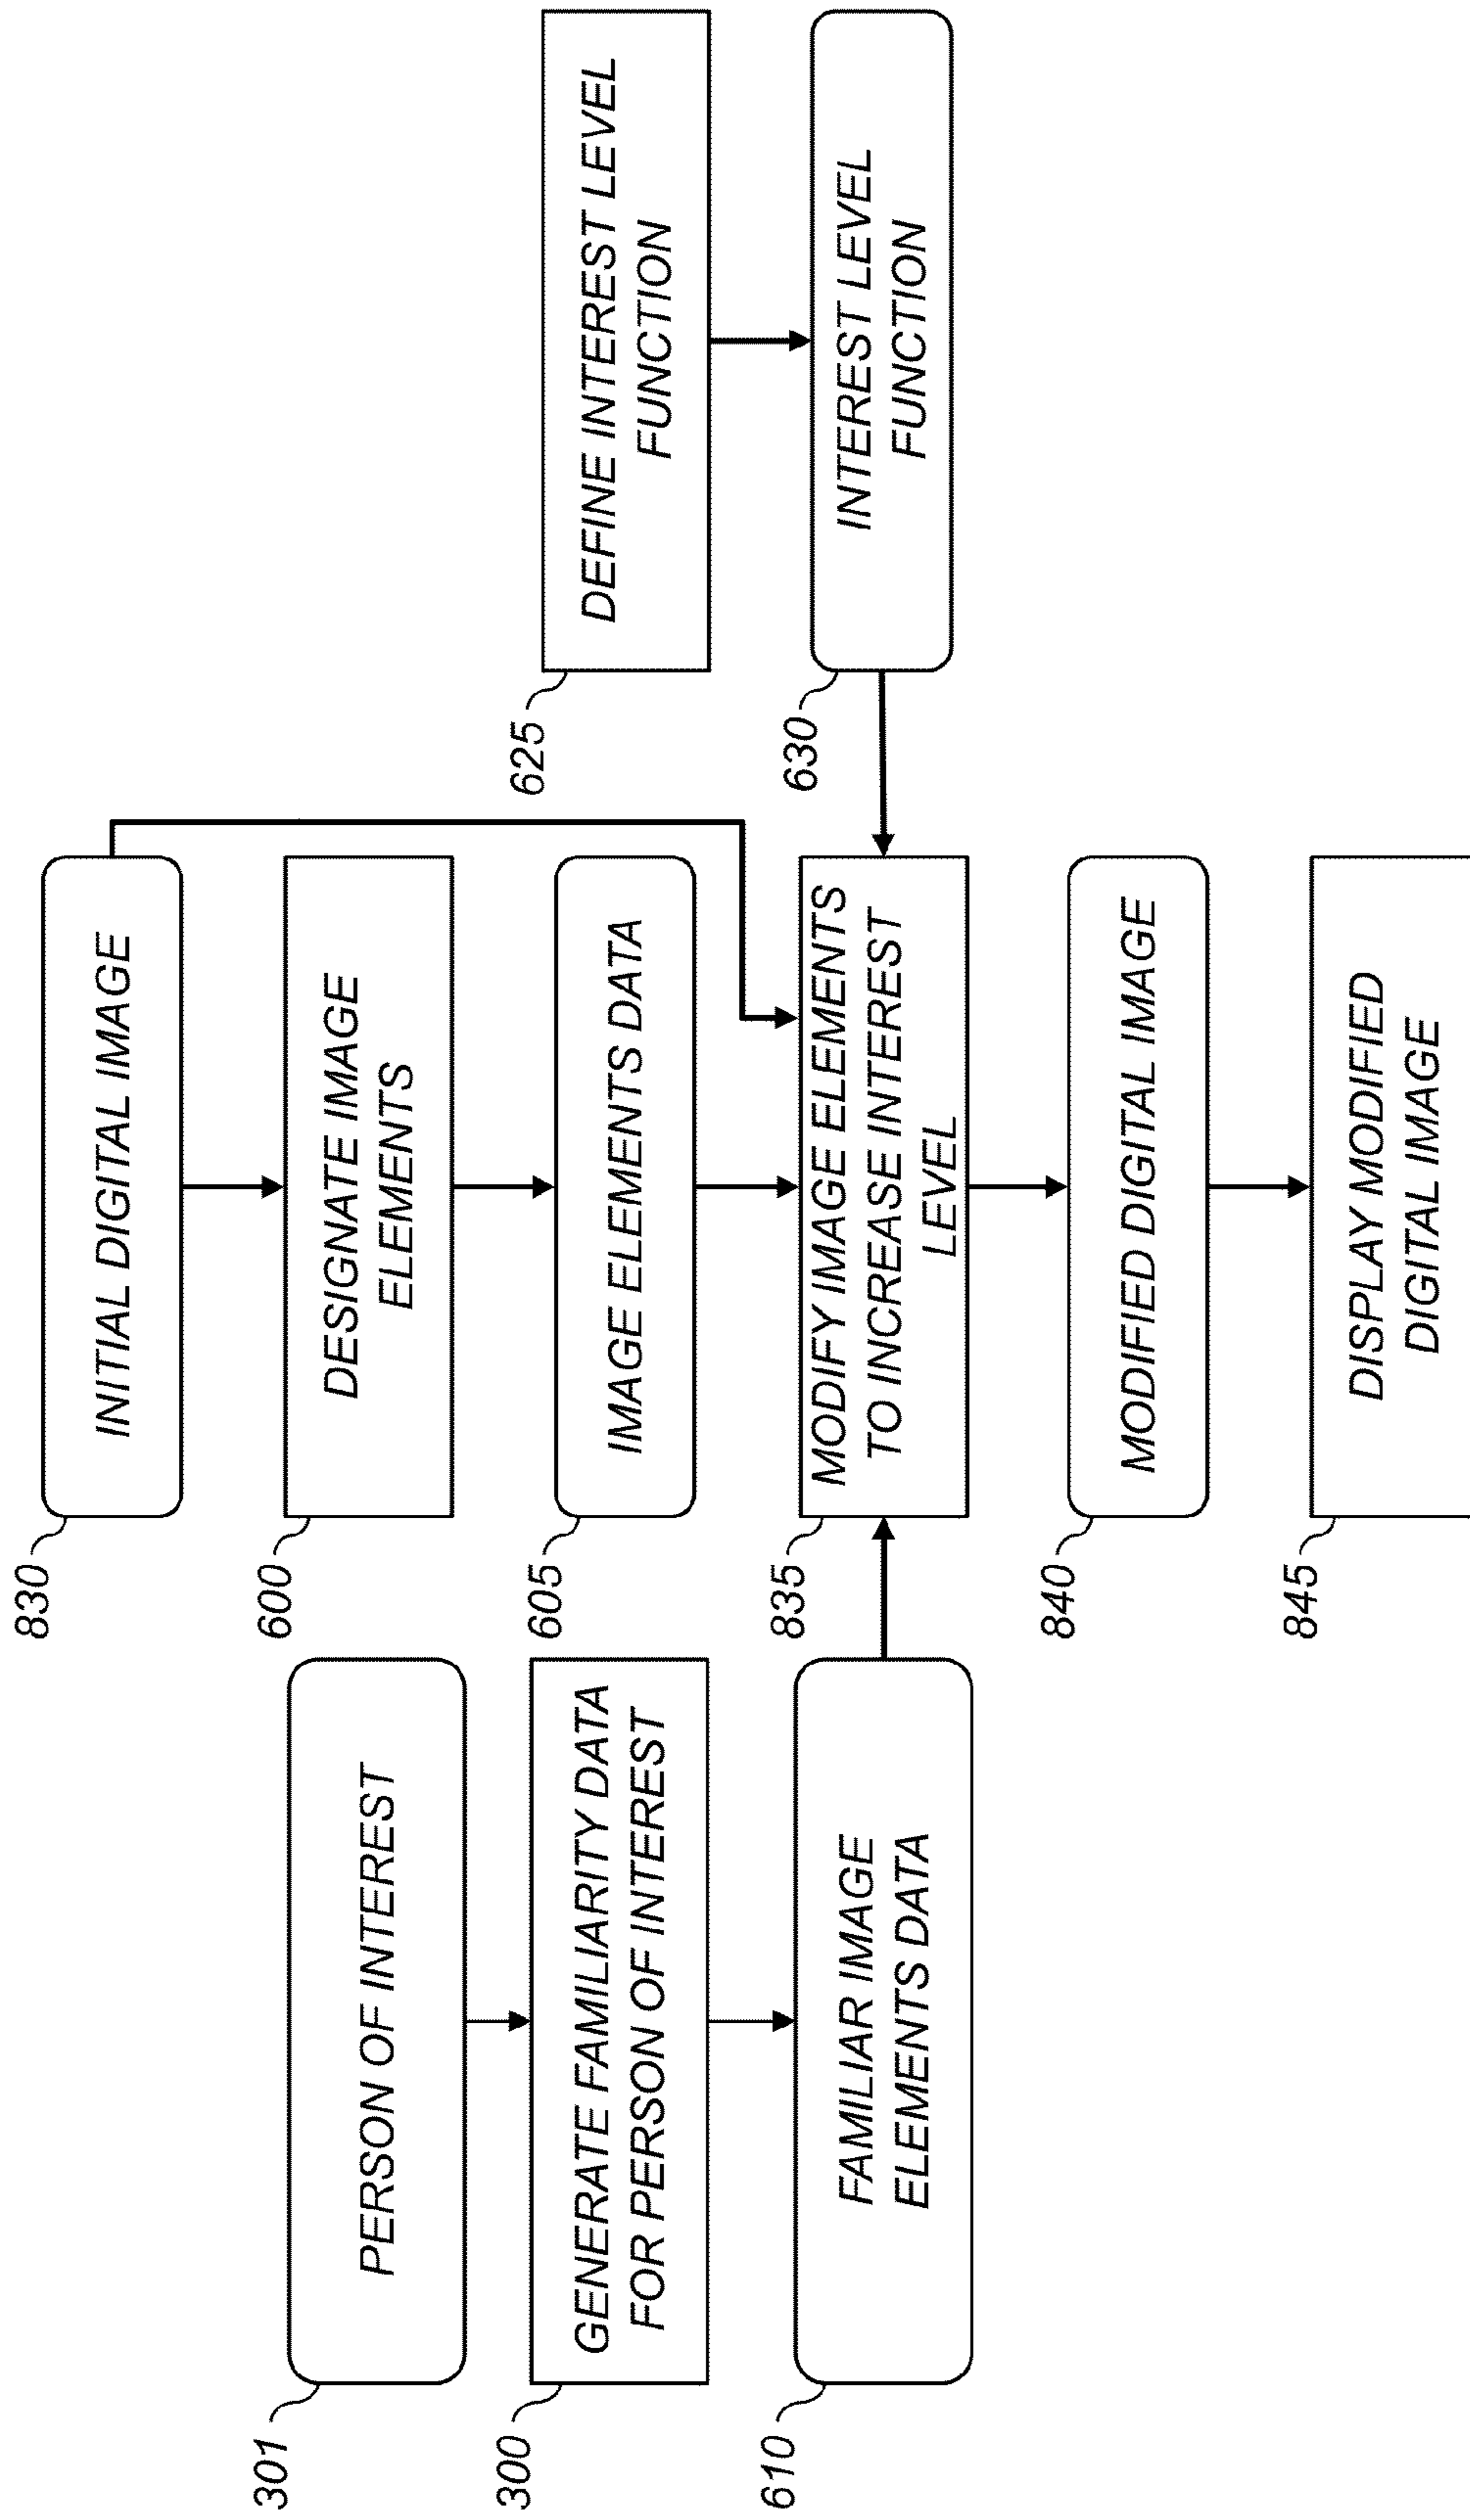 830
INITIAL DIGITAL IMAGE
301
PERSON OF INTEREST
600
DESIGNATE IMAGE
ELEMENTS
625
DEFINE INTEREST LEVEL
FUNCTION
300
GENERATE FAMILIARITY DATA
FOR PERSON OF INTEREST
605
IMAGE ELEMENTS DATA
630
INTEREST LEVEL
FUNCTION
610
FAMILIAR IMAGE
ELEMENTS DATA
835
MODIFY IMAGE ELEMENTS
TO INCREASE INTEREST
LEVEL
840
MODIFIED DIGITAL IMAGE
845
DISPLAY MODIFIED
DIGITAL IMAGE